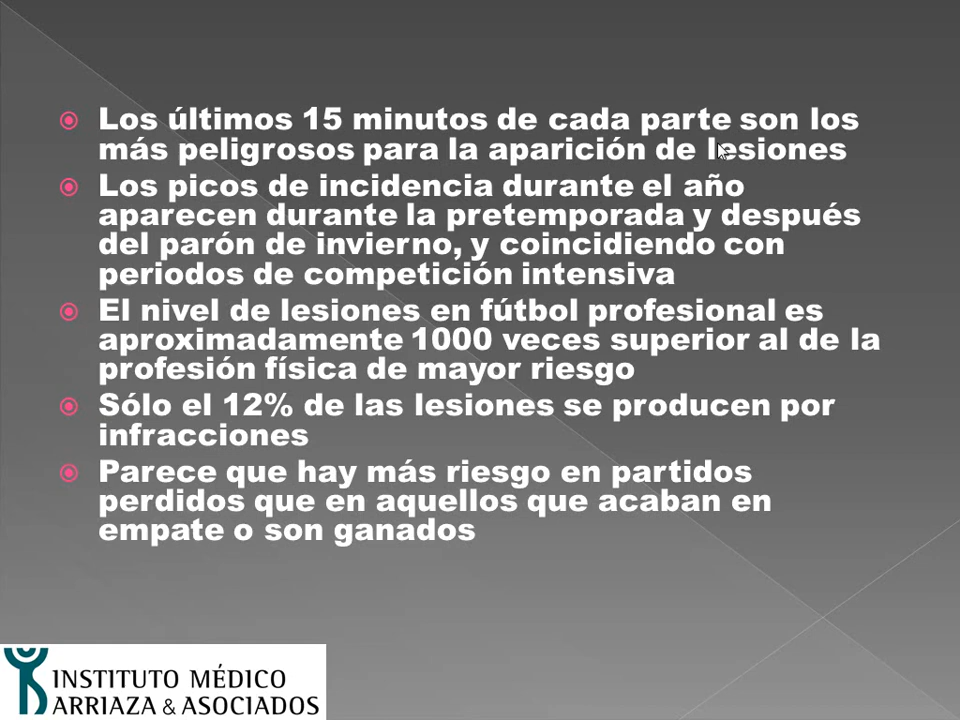 Los últimos 15 minutos de cada parte son los
más peligrosos para la aparición de lesiones
Los picos de incidencia durante el año
aparecen durante la pretemporada y después
del parón de invierno, y coincidiendo con
periodos de competición intensiva
El nivel de lesiones en fútbol profesional es
aproximadamente 1000 veces superior al de la
profesión física de mayor riesgo
Sólo el 12% de las lesiones se producen por
infracciones
Parece que hay más riesgo en partidos
perdidos que en aquellos que acaban en
empate o son ganados
INSTITUTO MÉDICO
ARRIAZA & ASOCIADOS